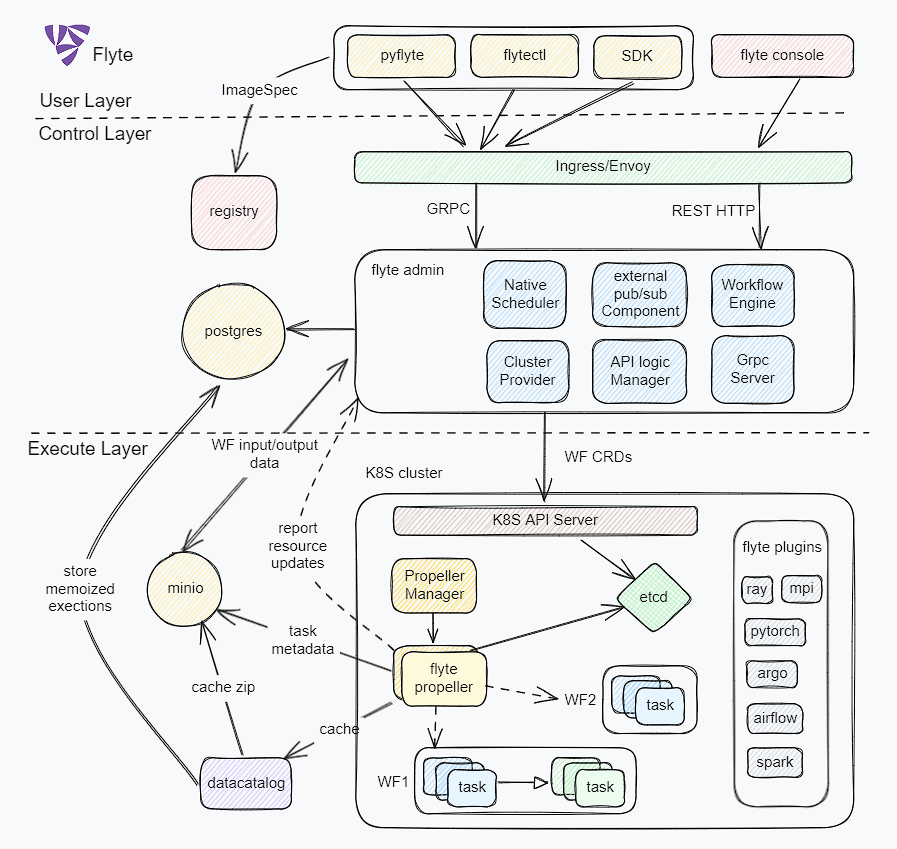 Flyte
pyflyte
flytectl
SDK
flyte console
ImageSpec
User Layer
Control Layer
Ingress/Envoy
registry
GRPC
REST HTTP
flyte admin
Native
Scheduler
external
pub/sub
Component
Workflow
Engine
postgres
Cluster
Provider
API logic
Manager
Grpc
Server
Execute Layer
WF input/output
data
WF CRDs
K8S cluster
K8S API Server
report
resource
updates
flyte plugins
Propeller
Manager
etcd
store
memoized
exections
minio
ray
mpi
task
metadata
pytorch
flyte
propeller
argo
cache zip
WF2
task
airflow
cache
spark
datacatalog
WF1
task
task